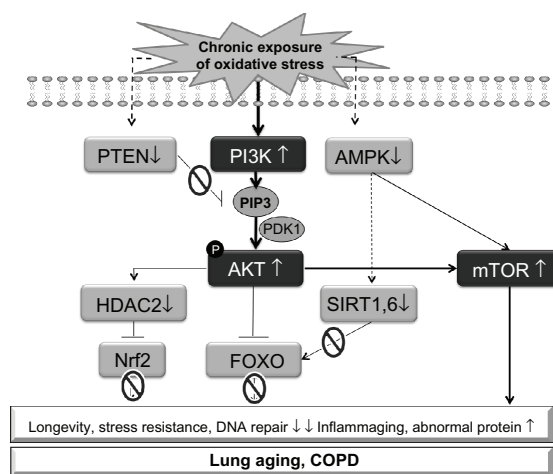 Chronic exposure
of oxidative stress
PTEN↓
PI3K ↑
AMPK↓
PIP3
PDK1
P
AKT ↑
mTOR ↑
HDAC2↓
SIRT1,6↓
Nrf2
FOXO
Longevity, stress resistance, DNA repair ↓↓ Inflammaging, abnormal protein ↑
Lung aging, COPD